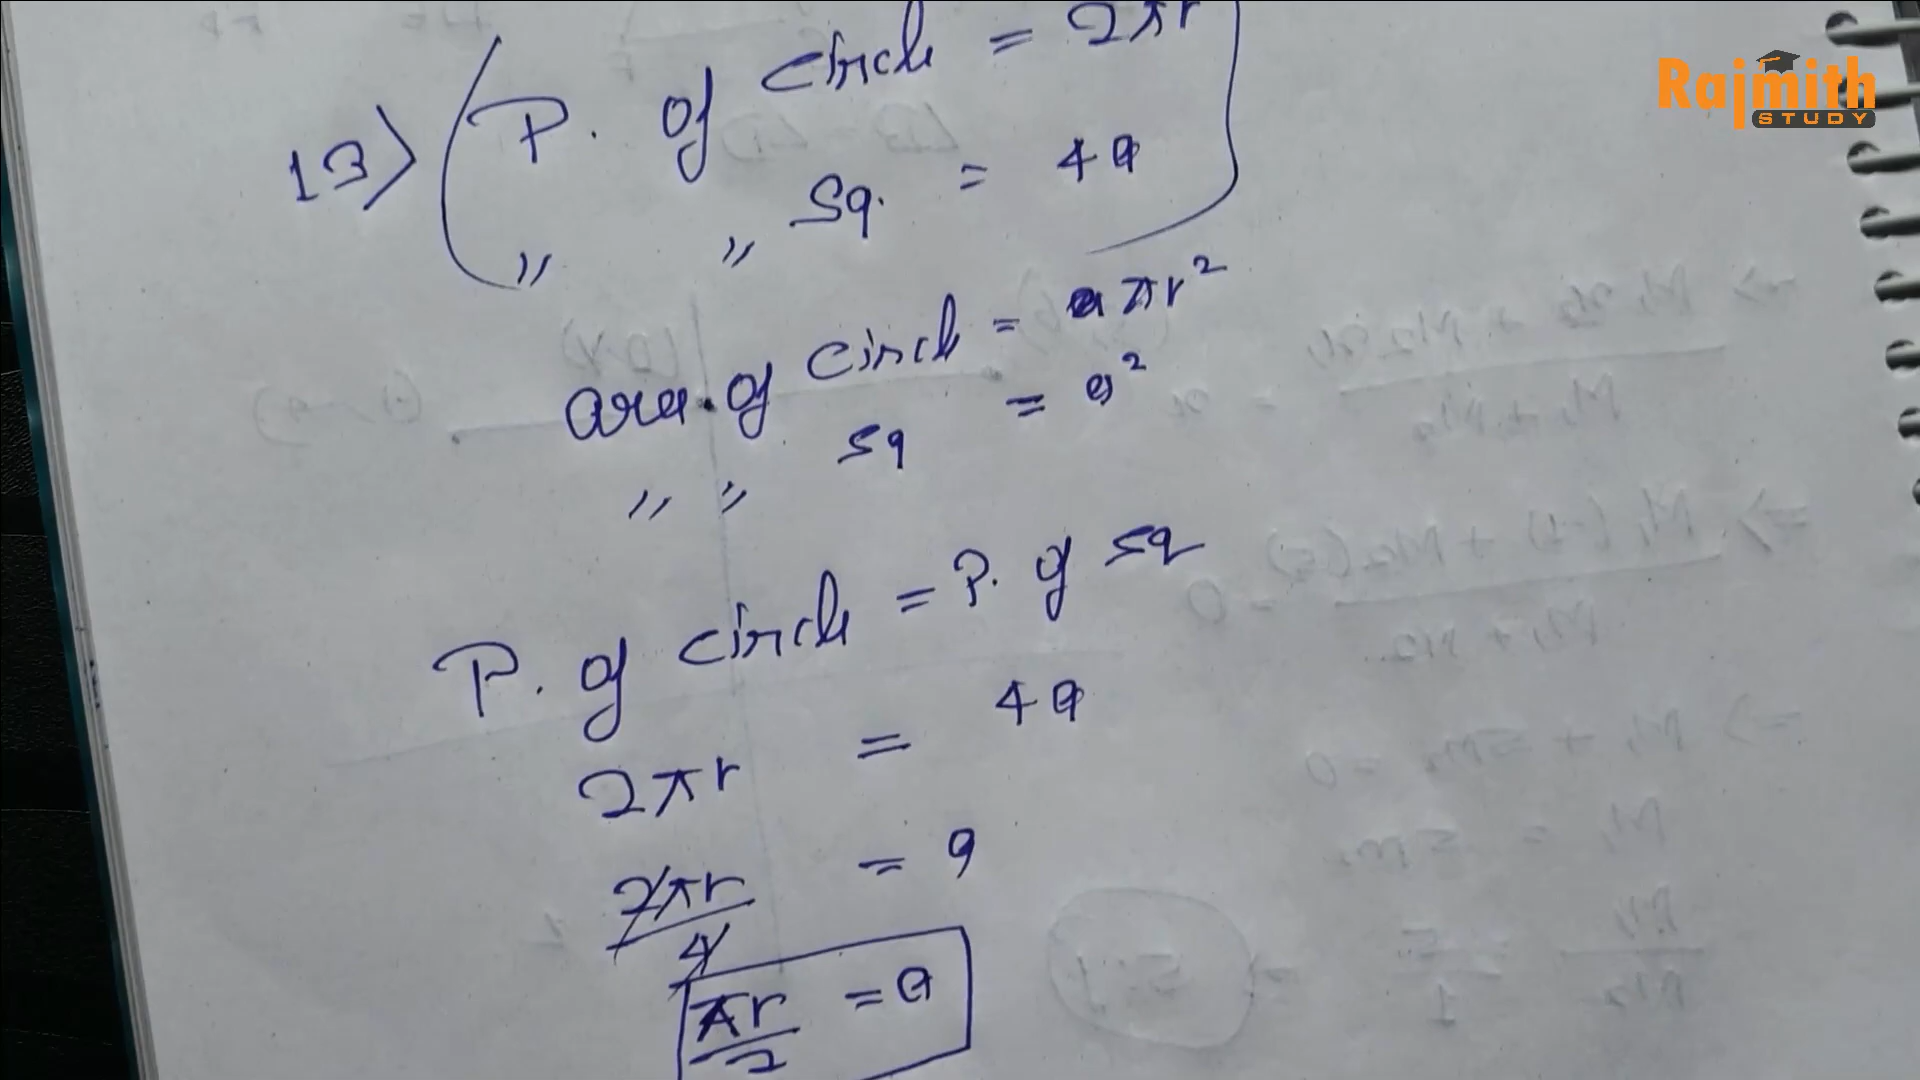 Rajmith
STUDY
13) P. of circle = 2πr
" " Sq. = 4a
area of circle = πr²
" " sq = a²
P. of circle = P. of sq
2πr = 4a
2πr/4 = a
πr/2 = a